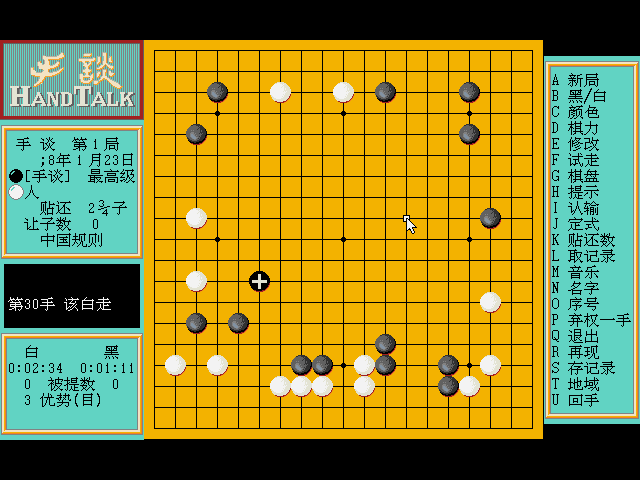 手谈
HANDTALK
手 谈 第1局
;8年1月23日
[手谈] 最高级
人
贴还 2 3/4子
让子数 0
中国规则
第30手 该白走
白 黑
0:02:34 0:01:11
0 被提数 0
3 优势(目)
A 新局
B 黑/白
C 颜色
D 棋力
E 修改
F 试走
G 棋盘
H 提示
I 认输
J 定式
K 贴还数
L 取记录
M 音乐
N 名字
O 序号
P 弃权一手
Q 退出
R 再现
S 存记录
T 地域
U 回手